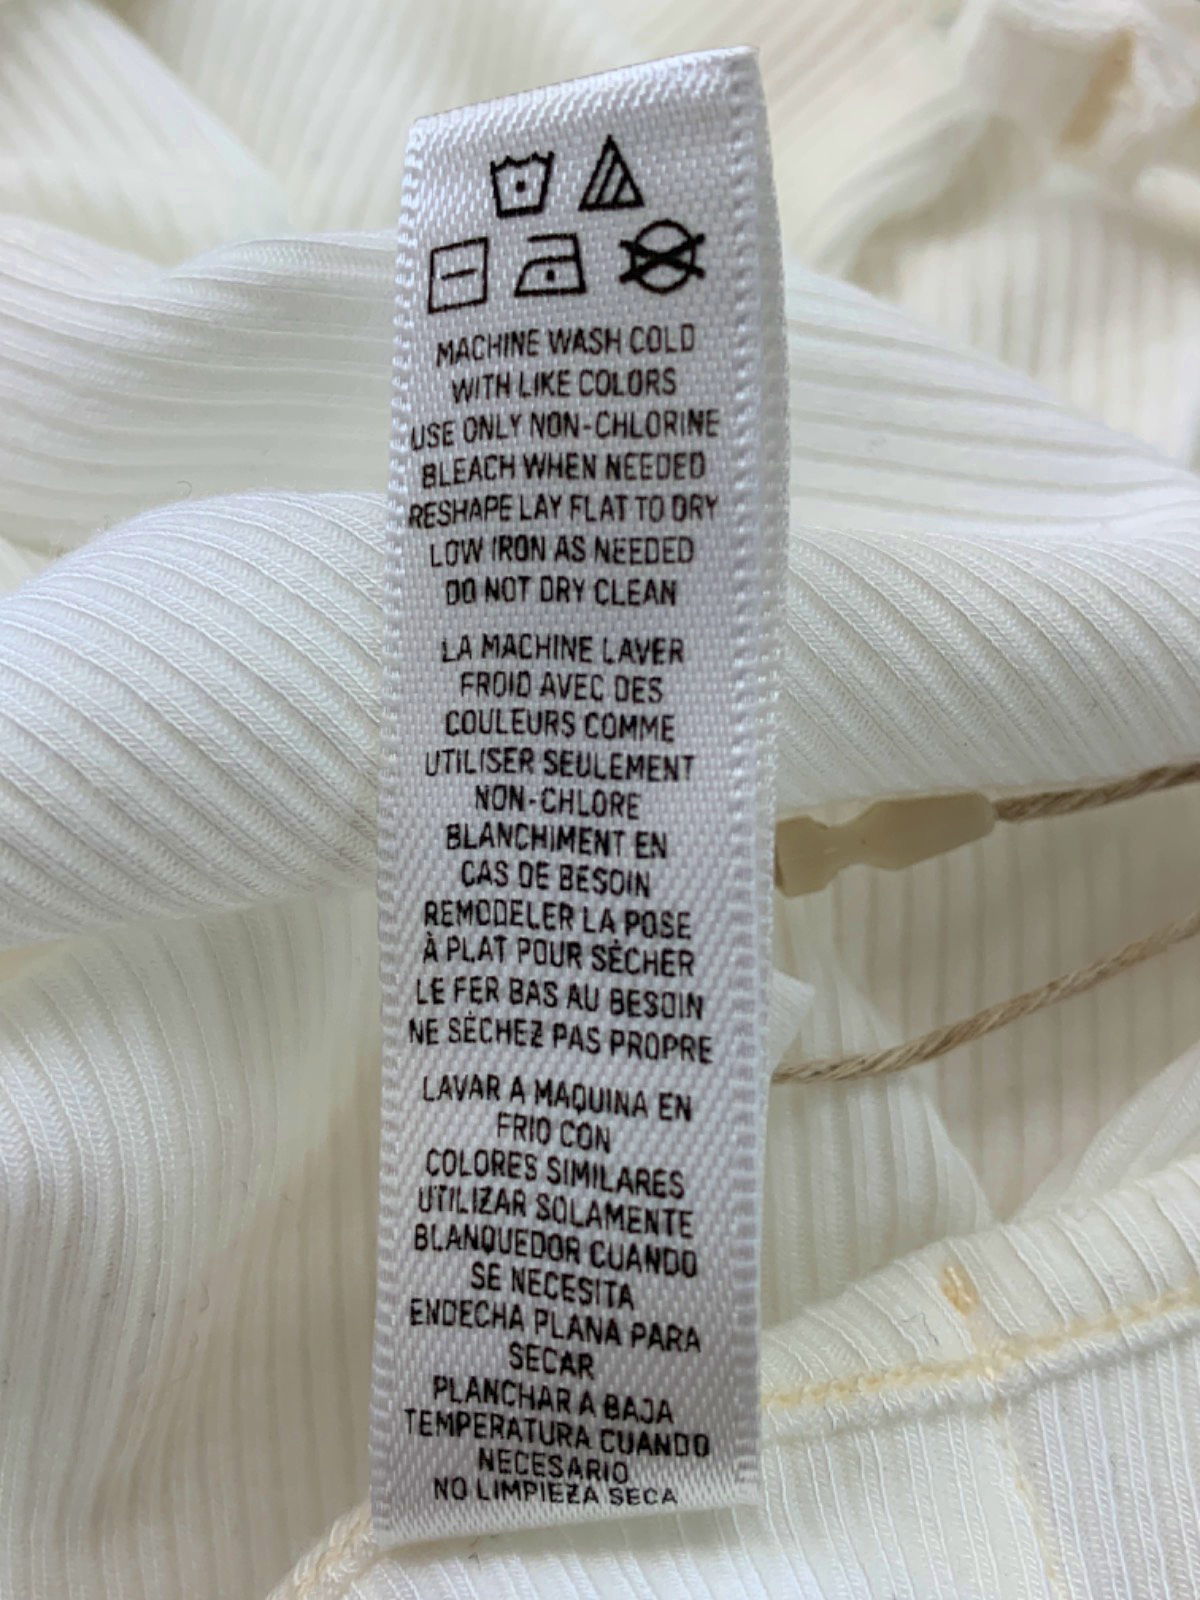 MACHINE WASH COLD
WITH LIKE COLORS
USE ONLY NON-CHLORINE
BLEACH WHEN NEEDED
RESHAPE LAY FLAT TO DRY
LOW IRON AS NEEDED
DO NOT DRY CLEAN
LA MACHINE LAVER
FROID AVEC DES
COULEURS COMME
UTILISER SEULEMENT
NON-CHLORE
BLANCHIMENT EN
CAS DE BESOIN
REMODELER LA POSE
À PLAT POUR SÉCHER
LE FER BAS AU BESOIN
NE SÉCHEZ PAS PROPRE
LAVAR A MAQUINA EN
FRIO CON
COLORES SIMILARES
UTILIZAR SOLAMENTE
BLANQUEDOR CUANDO
SE NECESITA
ENDECHA PLANA PARA
SECAR
PLANCHAR A BAJA
TEMPERATURA CUANDO
NECESARIO
NO LIMPIEZA SECA